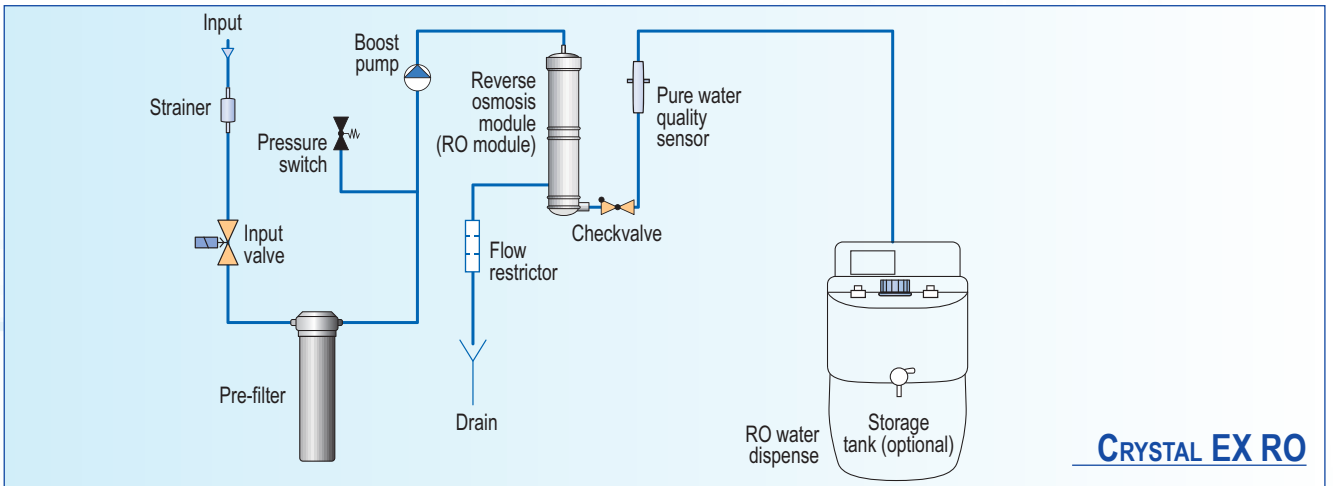 Input
Strainer
Input
valve
Pre-filter
Pressure
switch
Boost
pump
Reverse
osmosis
module
(RO module)
Flow
restrictor
Drain
Checkvalve
Pure water
quality
sensor
RO water
dispense
Storage
tank (optional)
CRYSTAL EX RO